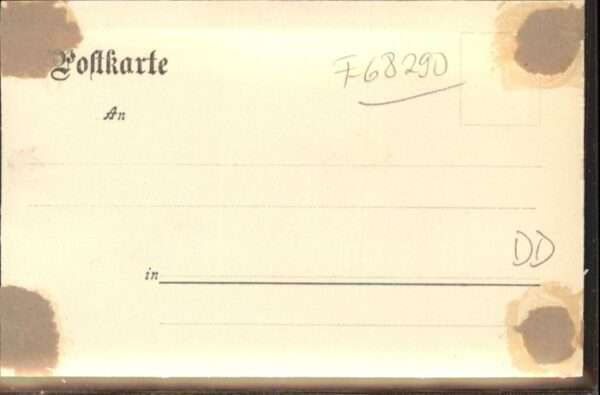 Postkarte
F68290
An
DD
in